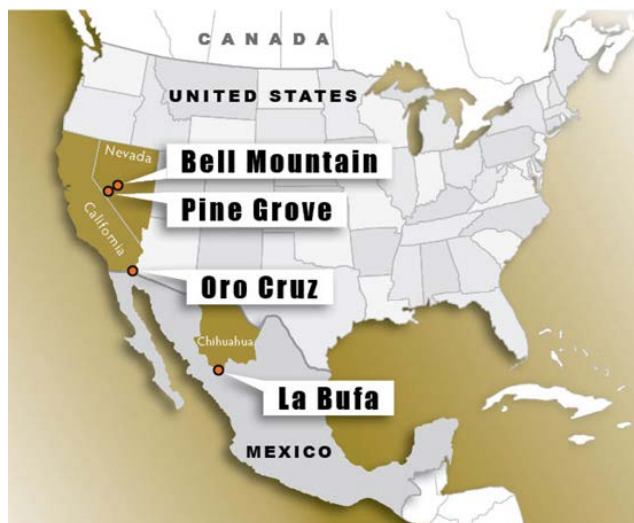 CANADA
UNITED STATES
Nevada
Bell Mountain
Pine Grove
California
Oro Cruz
Chihuahua
La Bufa
MEXICO